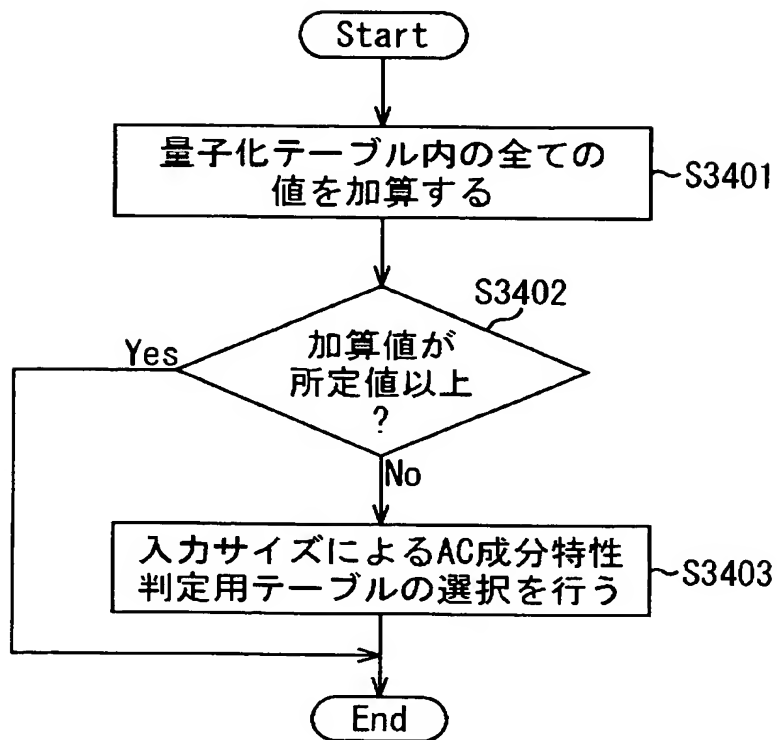 Start
量子化テーブル内の全ての
値を加算する
S3401
S3402
加算値が
所定値以上
?
Yes
No
入力サイズによるAC成分特性
判定用テーブルの選択を行う
S3403
End